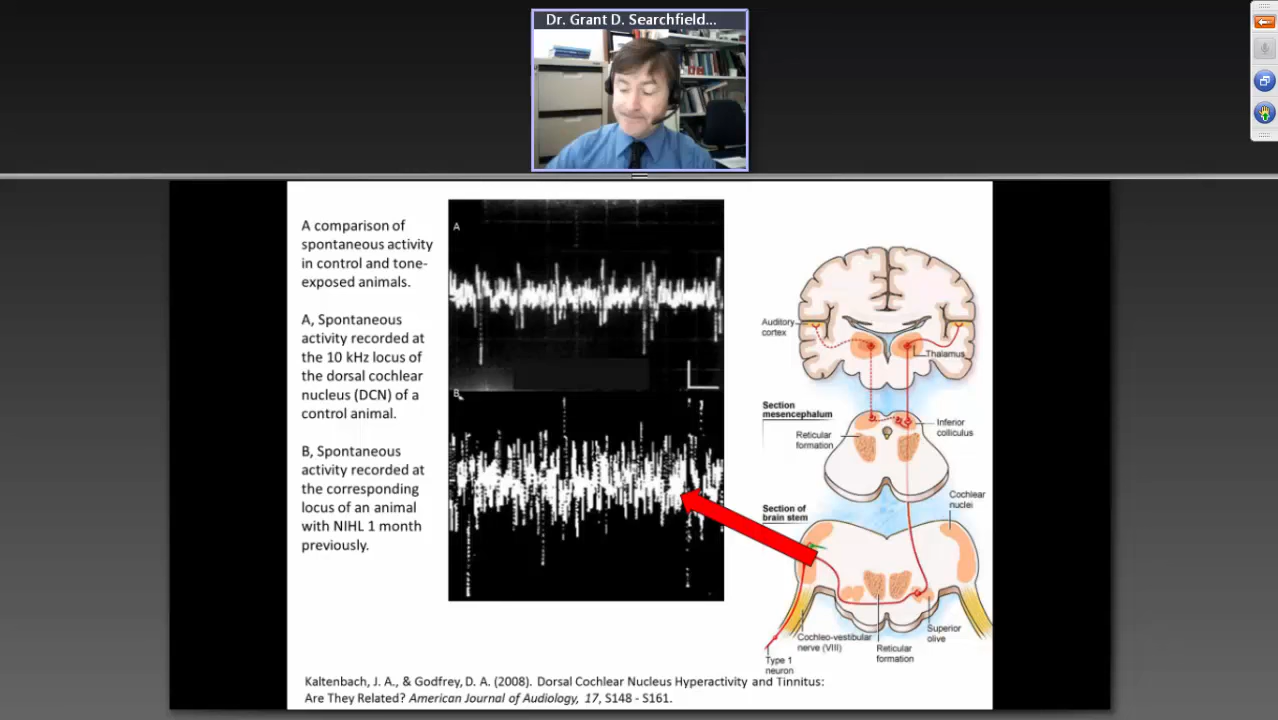 Dr. Grant D. Searchfield...
A comparison of
spontaneous activity
in control and tone-
exposed animals.
A, Spontaneous
activity recorded at
the 10 kHz locus of
the dorsal cochlear
nucleus (DCN) of a
control animal.
B, Spontaneous
activity recorded at
the corresponding
locus of an animal
with NIHL 1 month
previously.
A
B
Auditory
cortex
Thalamus
Section
mesencephalum
Reticular
formation
Inferior
colliculus
Section of
brain stem
Cochlear
nuclei
Cochleo-vestibular
nerve (VIII)
Superior
olive
Reticular
formation
Type 1
neuron
Kaltenbach, J. A., & Godfrey, D. A. (2008). Dorsal Cochlear Nucleus Hyperactivity and Tinnitus:
Are They Related? American Journal of Audiology, 17, S148 - S161.